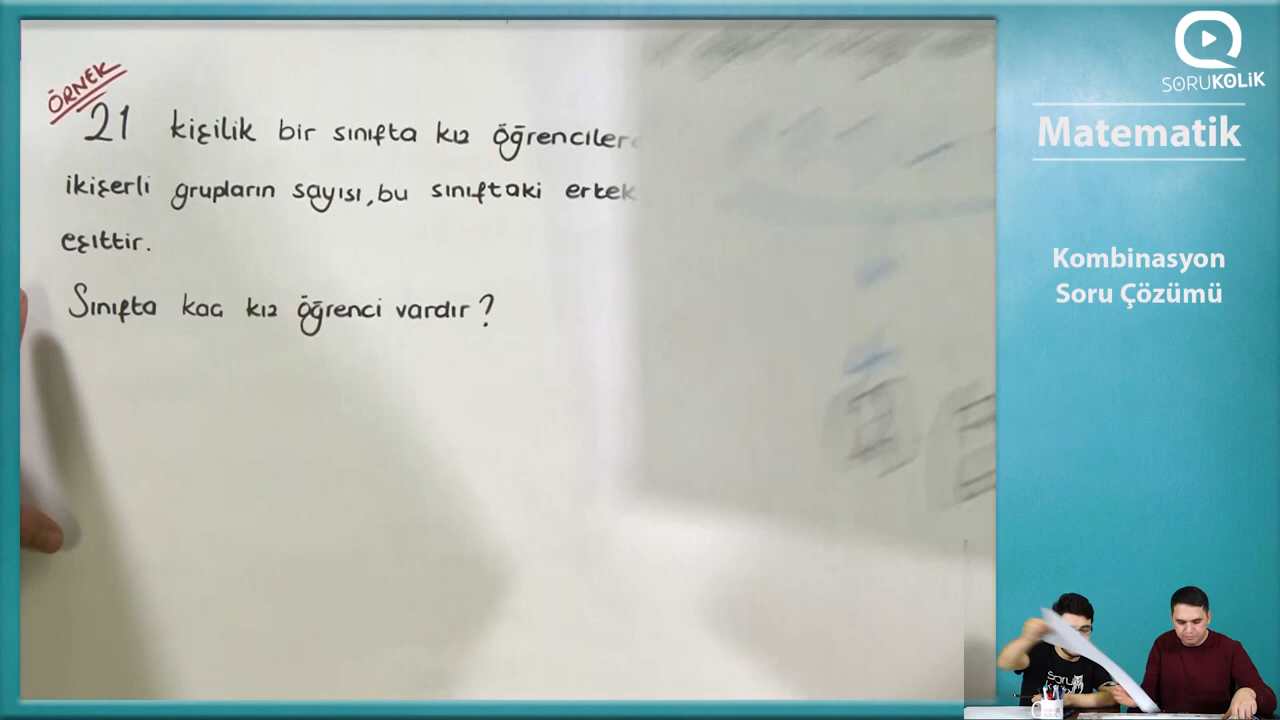 ÖRNEK
21 kişilik bir sınıfta kız öğrenciler
ikişerli grupların sayısı, bu sınıftaki erkek
eşittir.
Sınıfta kaç kız öğrenci vardır?
SORUKOLiK
Matematik
Kombinasyon
Soru Çözümü